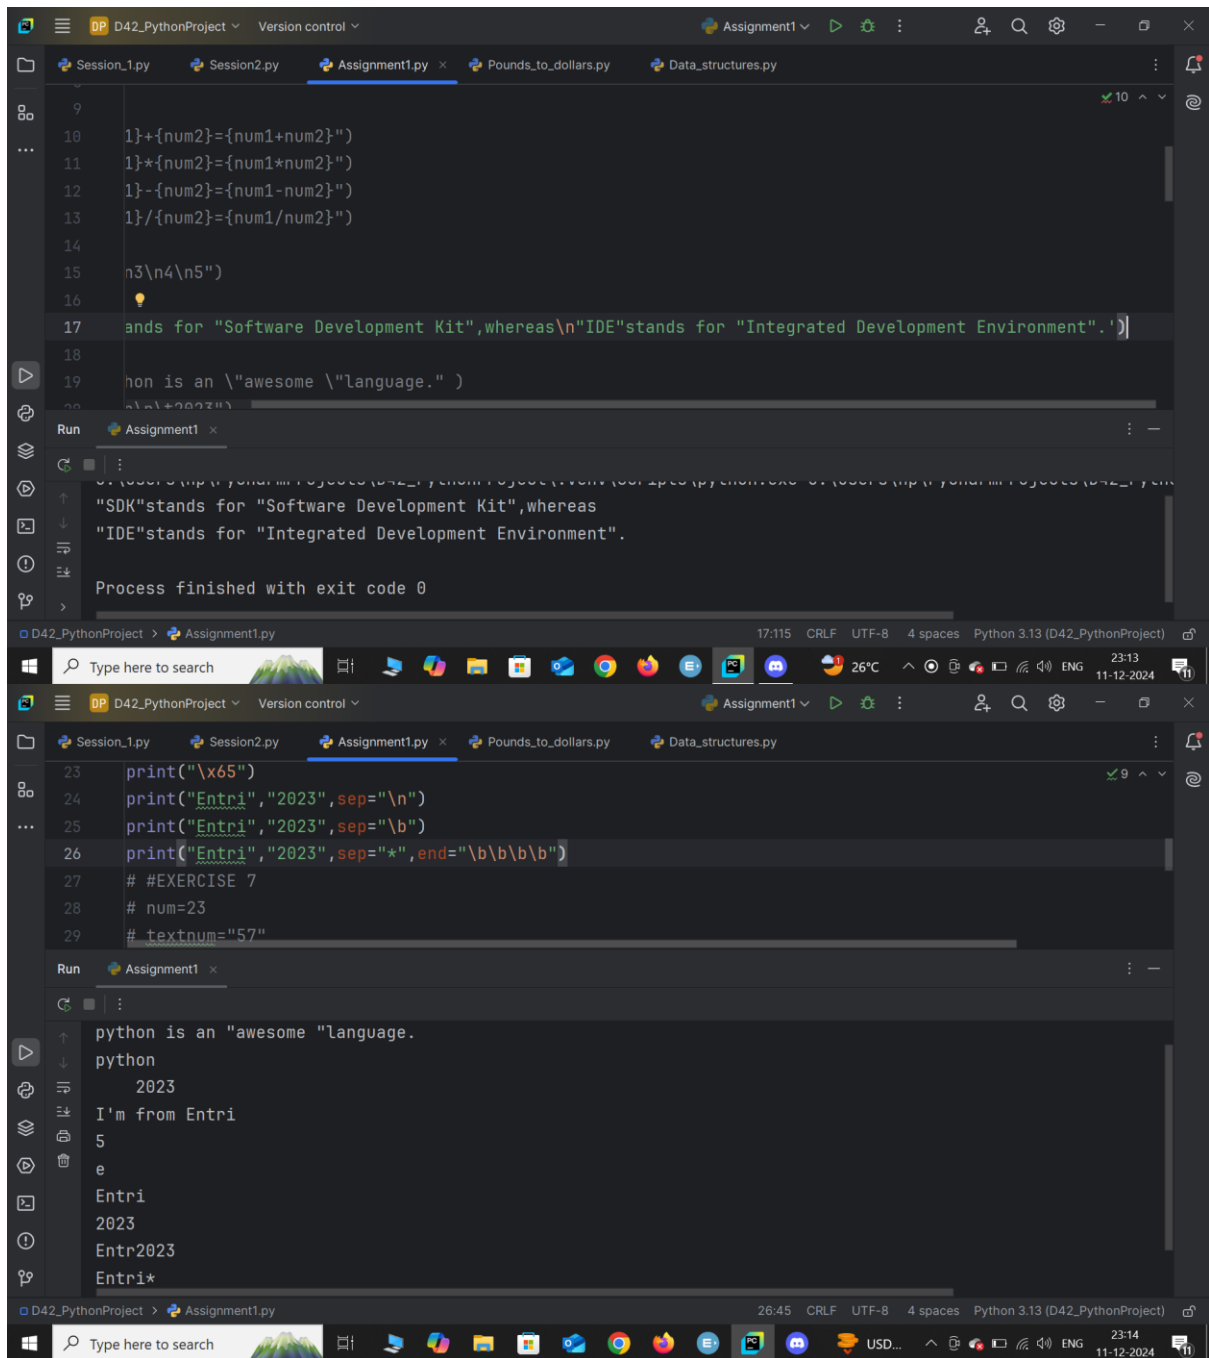 DP D42_PythonProject Version control Assignment1
Session_1.py Session2.py Assignment1.py Pounds_to_dollars.py Data_structures.py
9 10
10 1}+{num2}={num1+num2}")
11 1}*{num2}={num1*num2}")
12 1}-{num2}={num1-num2}")
13 1}/{num2}={num1/num2}")
14
15 n3\n4\n5")
16
17 ands for "Software Development Kit",whereas\n"IDE"stands for "Integrated Development Environment".')
18
19 hon is an \"awesome \"language." )
Run Assignment1
"SDK"stands for "Software Development Kit",whereas
"IDE"stands for "Integrated Development Environment".
Process finished with exit code 0
D42_PythonProject > Assignment1.py 17:115 CRLF UTF-8 4 spaces Python 3.13 (D42_PythonProject)
Type here to search 26°C ENG 23:13
11-12-2024
DP D42_PythonProject Version control Assignment1
Session_1.py Session2.py Assignment1.py Pounds_to_dollars.py Data_structures.py
23 print("\x65") 9
24 print("Entri","2023",sep="\n")
25 print("Entri","2023",sep="\b")
26 print("Entri","2023",sep="*",end="\b\b\b\b")
27 # #EXERCISE 7
28 # num=23
29 # textnum="57"
Run Assignment1
python is an "awesome "language.
python
2023
I'm from Entri
5
e
Entri
2023
Entr2023
Entri*
D42_PythonProject > Assignment1.py 26:45 CRLF UTF-8 4 spaces Python 3.13 (D42_PythonProject)
Type here to search USD... ENG 23:14
11-12-2024